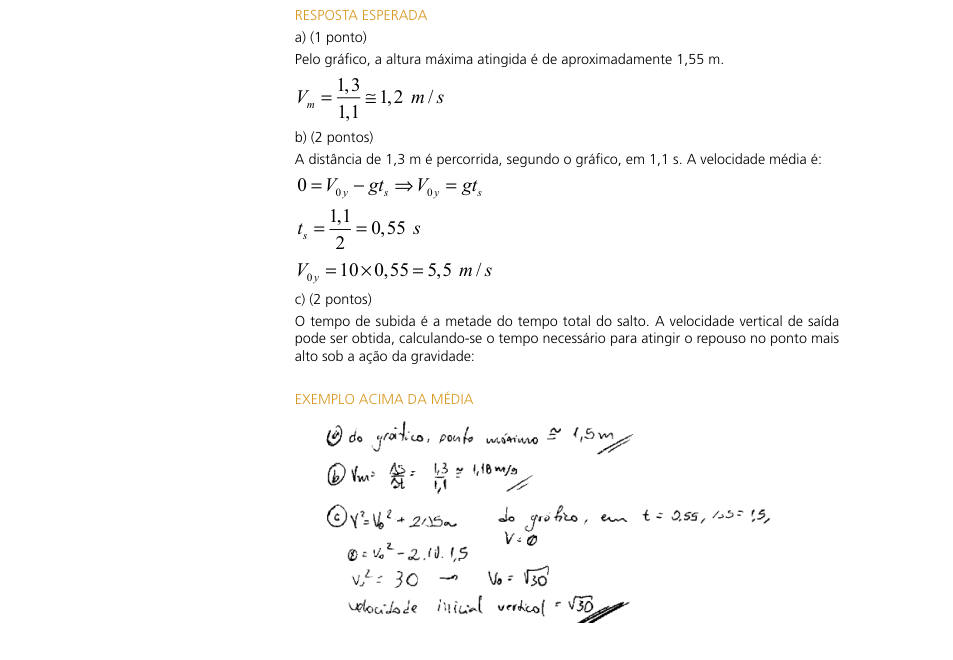 RESPOSTA ESPERADA
a) (1 ponto)
Pelo gráfico, a altura máxima atingida é de aproximadamente 1,55 m.
V_m = 1,3/1,1 ≅ 1,2 m/s
b) (2 pontos)
A distância de 1,3 m é percorrida, segundo o gráfico, em 1,1 s. A velocidade média é:
0 = V_0y − gt_s ⇒ V_0y = gt_s
t_s = 1,1/2 = 0,55 s
V_0y = 10×0,55 = 5,5 m/s
c) (2 pontos)
O tempo de subida é a metade do tempo total do salto. A velocidade vertical de saída
pode ser obtida, calculando-se o tempo necessário para atingir o repouso no ponto mais
alto sob a ação da gravidade:
EXEMPLO ACIMA DA MÉDIA
a do gráfico, ponto máximo ≅ 1,5m
b Vm = ΔS/Δt = 1,3/1,1 ≅ 1,18 m/s
c V² = V₀² + 2ΔSa do gráfico, em t = 0,55, ΔS = 1,5,
V = 0
0 = V₀² − 2.10.1,5
V₀² = 30 → V₀ = √30
velocidade inicial vertical = √30